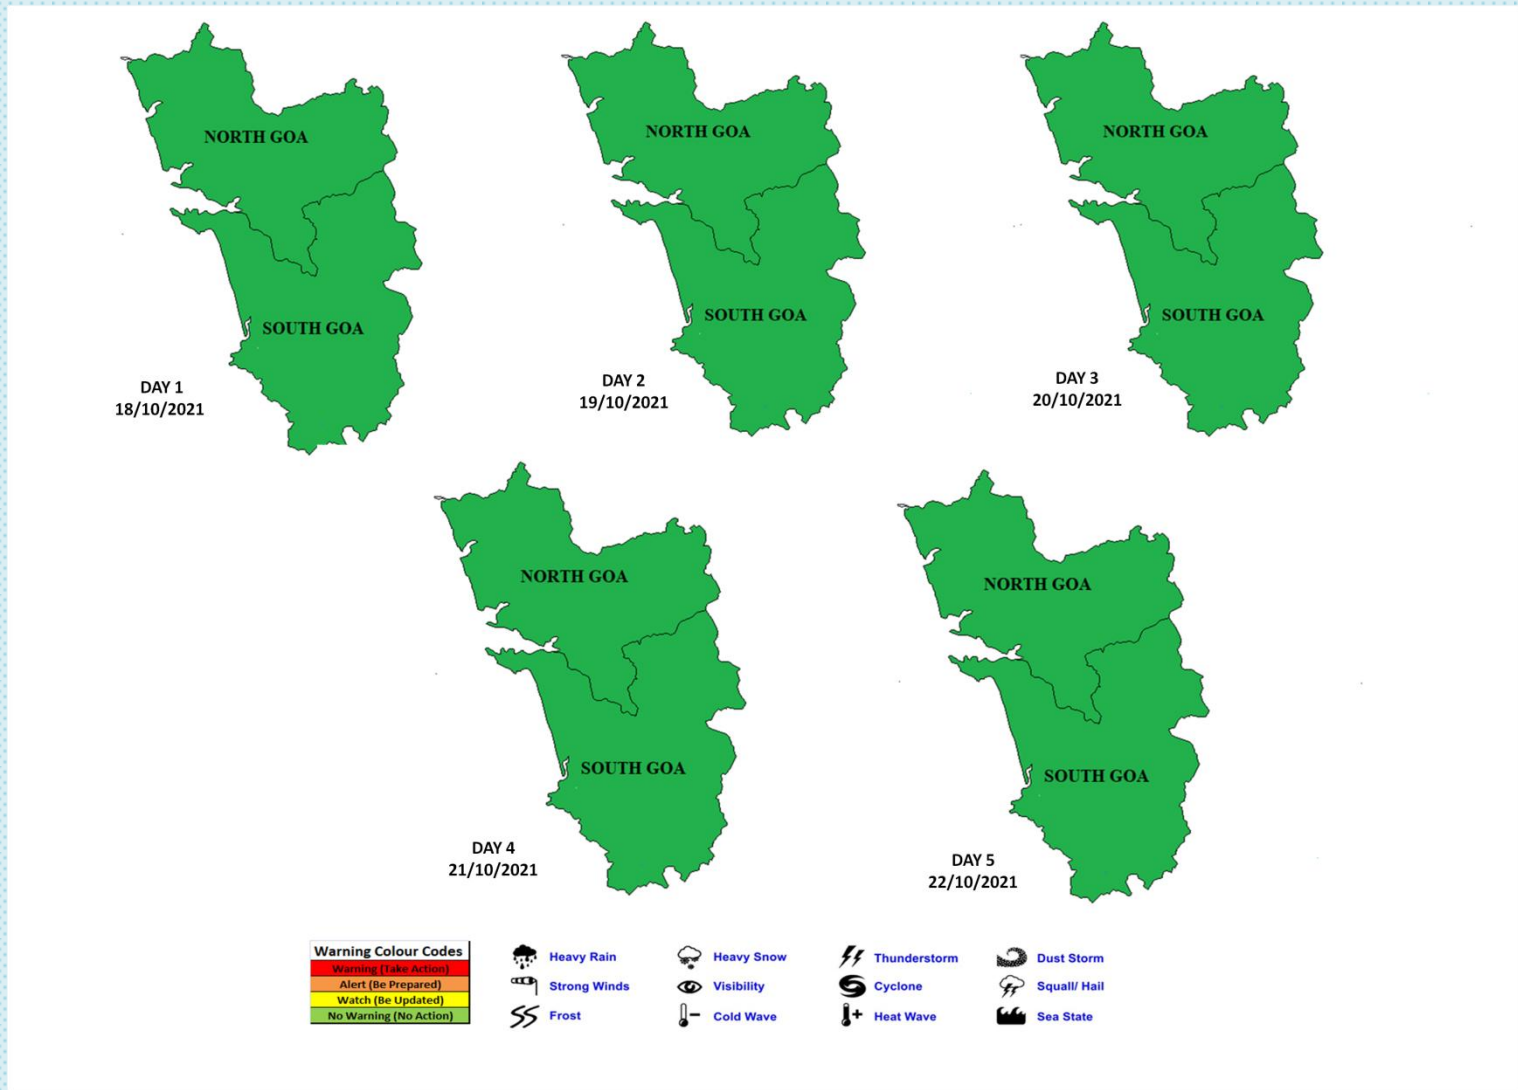 NORTH GOA
SOUTH GOA
DAY 1
18/10/2021
NORTH GOA
SOUTH GOA
DAY 2
19/10/2021
NORTH GOA
SOUTH GOA
DAY 3
20/10/2021
NORTH GOA
SOUTH GOA
DAY 4
21/10/2021
NORTH GOA
SOUTH GOA
DAY 5
22/10/2021
Warning Colour Codes
Warning (Take Action)
Alert (Be Prepared)
Watch (Be Updated)
No Warning (No Action)
Heavy Rain
Heavy Snow
Thunderstorm
Dust Storm
Strong Winds
Visibility
Cyclone
Squall/ Hail
Frost
Cold Wave
Heat Wave
Sea State